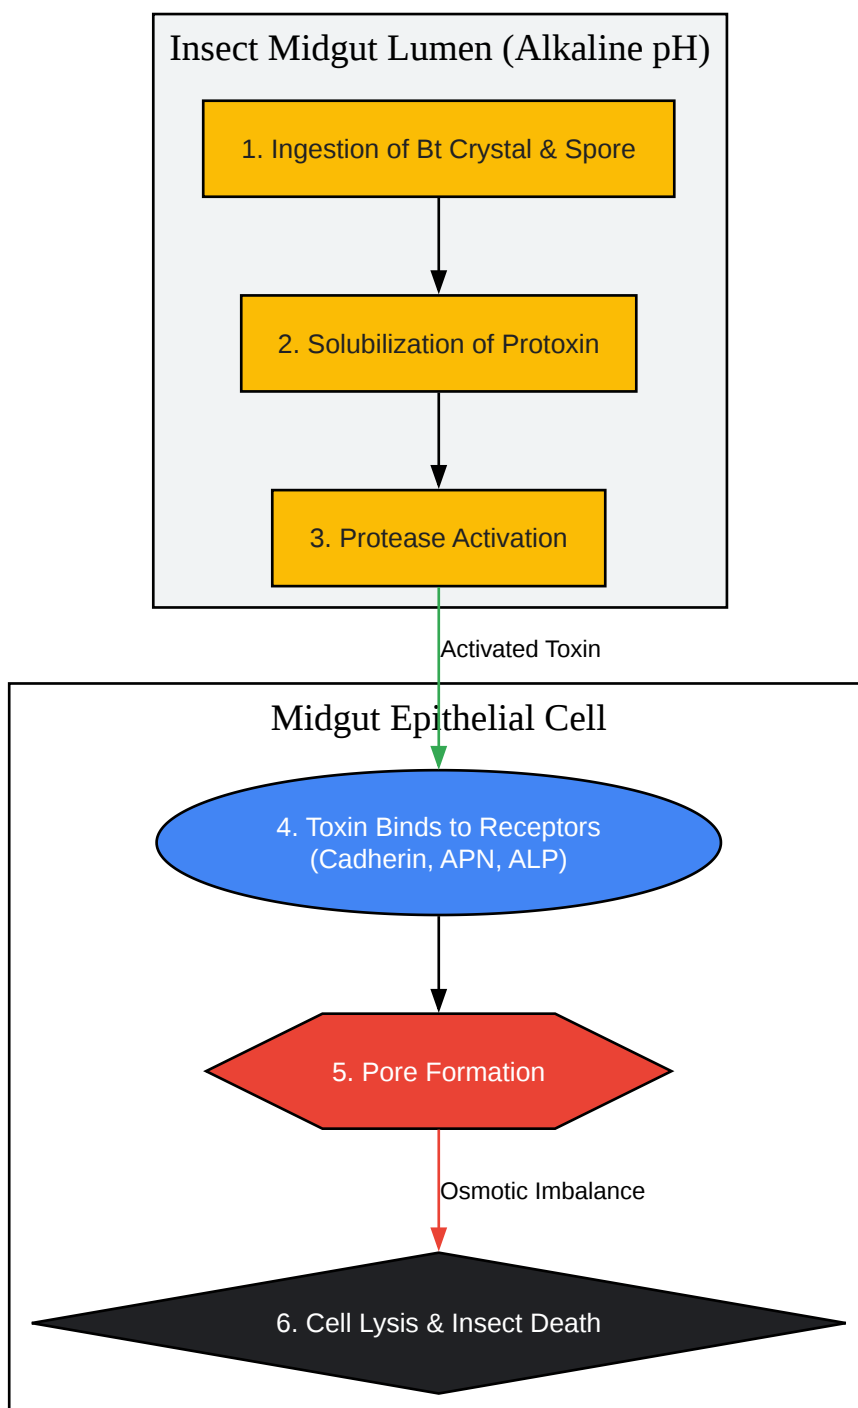 Insect Midgut Lumen (Alkaline pH)
1. Ingestion of Bt Crystal & Spore
2. Solubilization of Protoxin
3. Protease Activation
Activated Toxin
Midgut Epithelial Cell
4. Toxin Binds to Receptors
(Cadherin, APN, ALP)
5. Pore Formation
Osmotic Imbalance
6. Cell Lysis & Insect Death